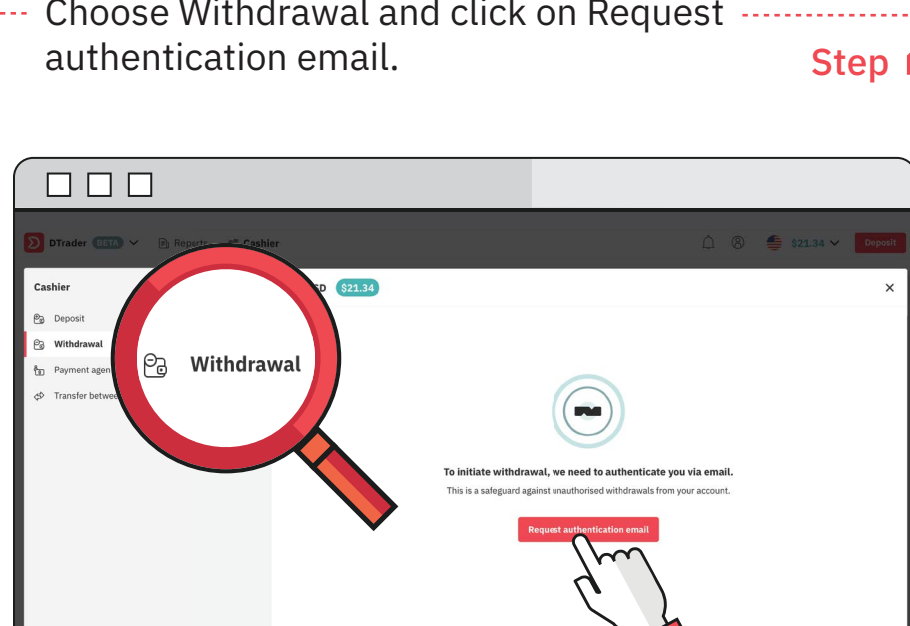 Choose Withdrawal and click on Request
authentication email.
Step
DTrader BETA Reports Cashier $21.34 Deposit
Cashier
$21.34
Deposit
Withdrawal
Withdrawal
Payment agen
Transfer betwee
To initiate withdrawal, we need to authenticate you via email.
This is a safeguard against unauthorised withdrawals from your account.
Request authentication email